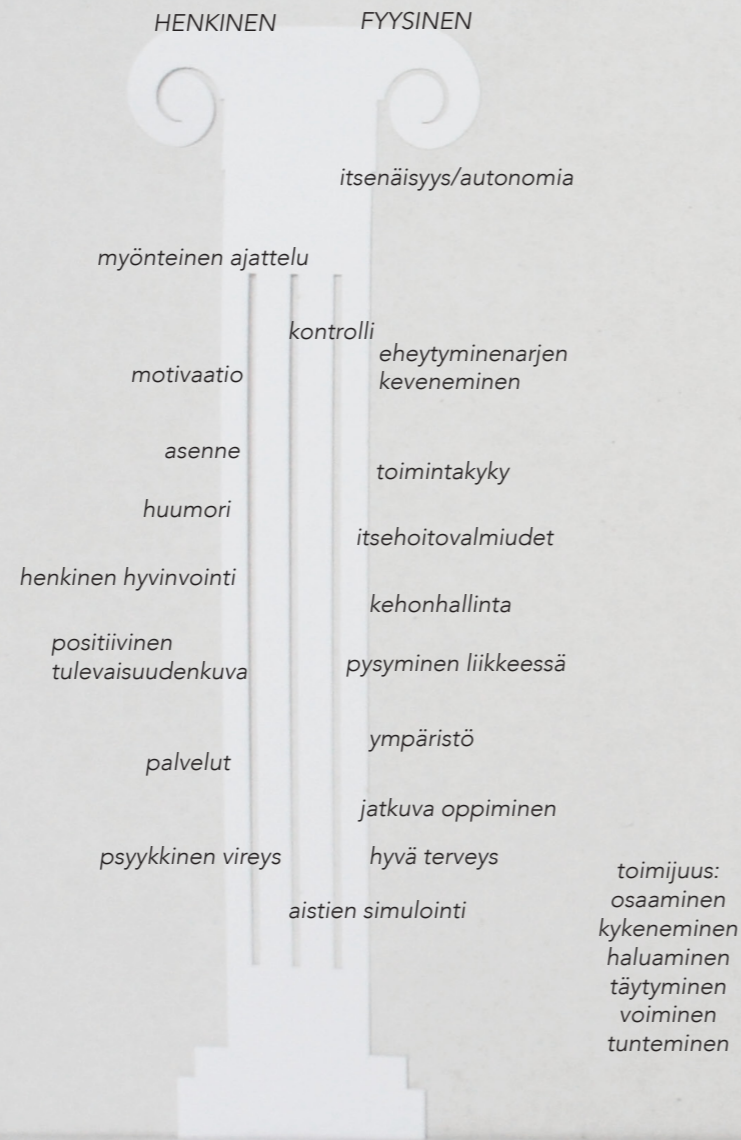 HENKINEN
FYYSINEN
itsenäisyys/autonomia
myönteinen ajattelu
kontrolli
eheytyminenarjen
keveneminen
motivaatio
asenne
toimintakyky
huumori
itsehoitovalmiudet
henkinen hyvinvointi
kehonhallinta
positiivinen
tulevaisuudenkuva
pysyminen liikkeessä
ympäristö
palvelut
jatkuva oppiminen
psyykkinen vireys
hyvä terveys
aistien simulointi
toimijuus:
osaaminen
kykeneminen
haluaminen
täytyminen
voiminen
tunteminen